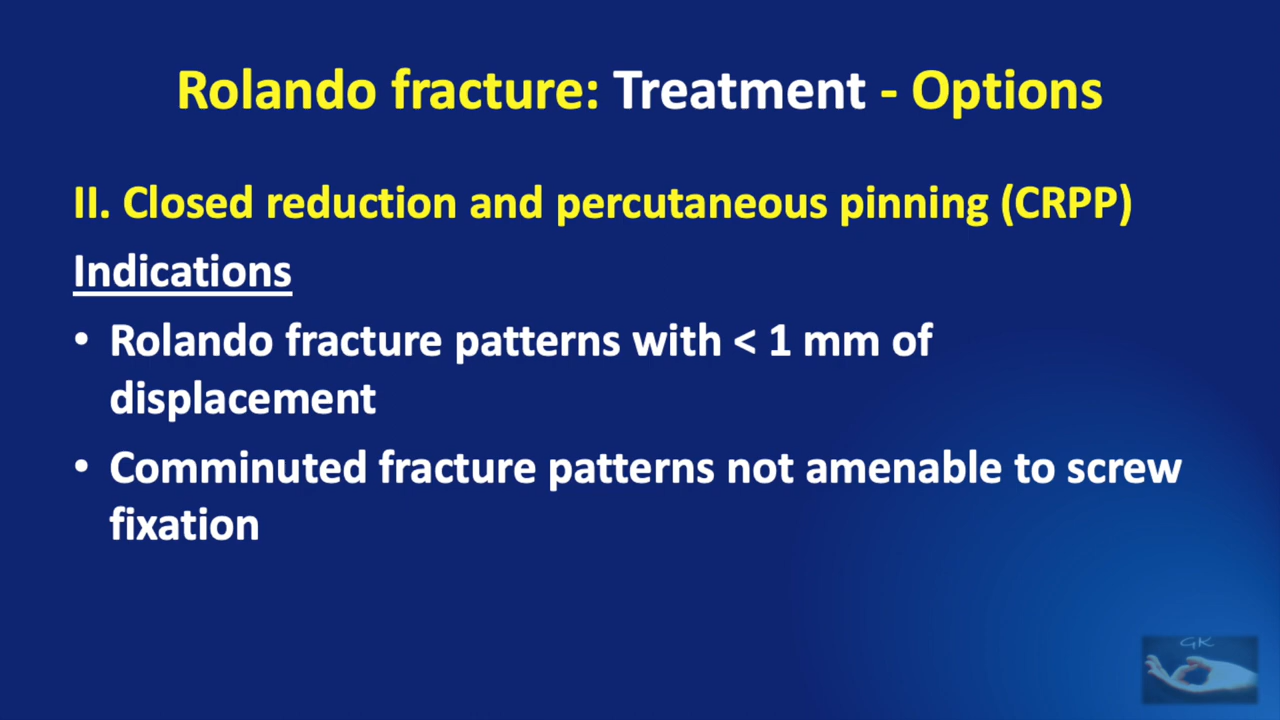 Rolando fracture: Treatment - Options
II. Closed reduction and percutaneous pinning (CRPP)
Indications
• Rolando fracture patterns with < 1 mm of
displacement
• Comminuted fracture patterns not amenable to screw
fixation
GK